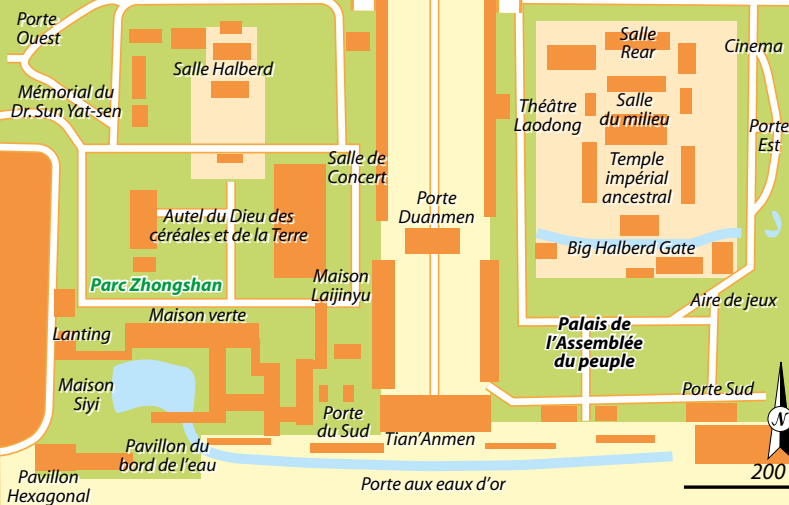 Porte
Ouest
Salle Halberd
Mémorial du
Dr. Sun Yat-sen
Salle
Rear
Cinema
Théâtre
Laodong
Salle
du milieu
Porte
Est
Salle de
Concert
Temple
impérial
ancestral
Porte
Duanmen
Autel du Dieu des
céréales et de la Terre
Big Halberd Gate
Parc Zhongshan
Maison
Laijinyu
Aire de jeux
Maison verte
Lanting
Palais de
l'Assemblée
du peuple
Maison
Siyi
Porte Sud
Porte
du Sud
Tian'Anmen
Pavillon du
bord de l'eau
Pavillon
Hexagonal
Porte aux eaux d'or
N
200